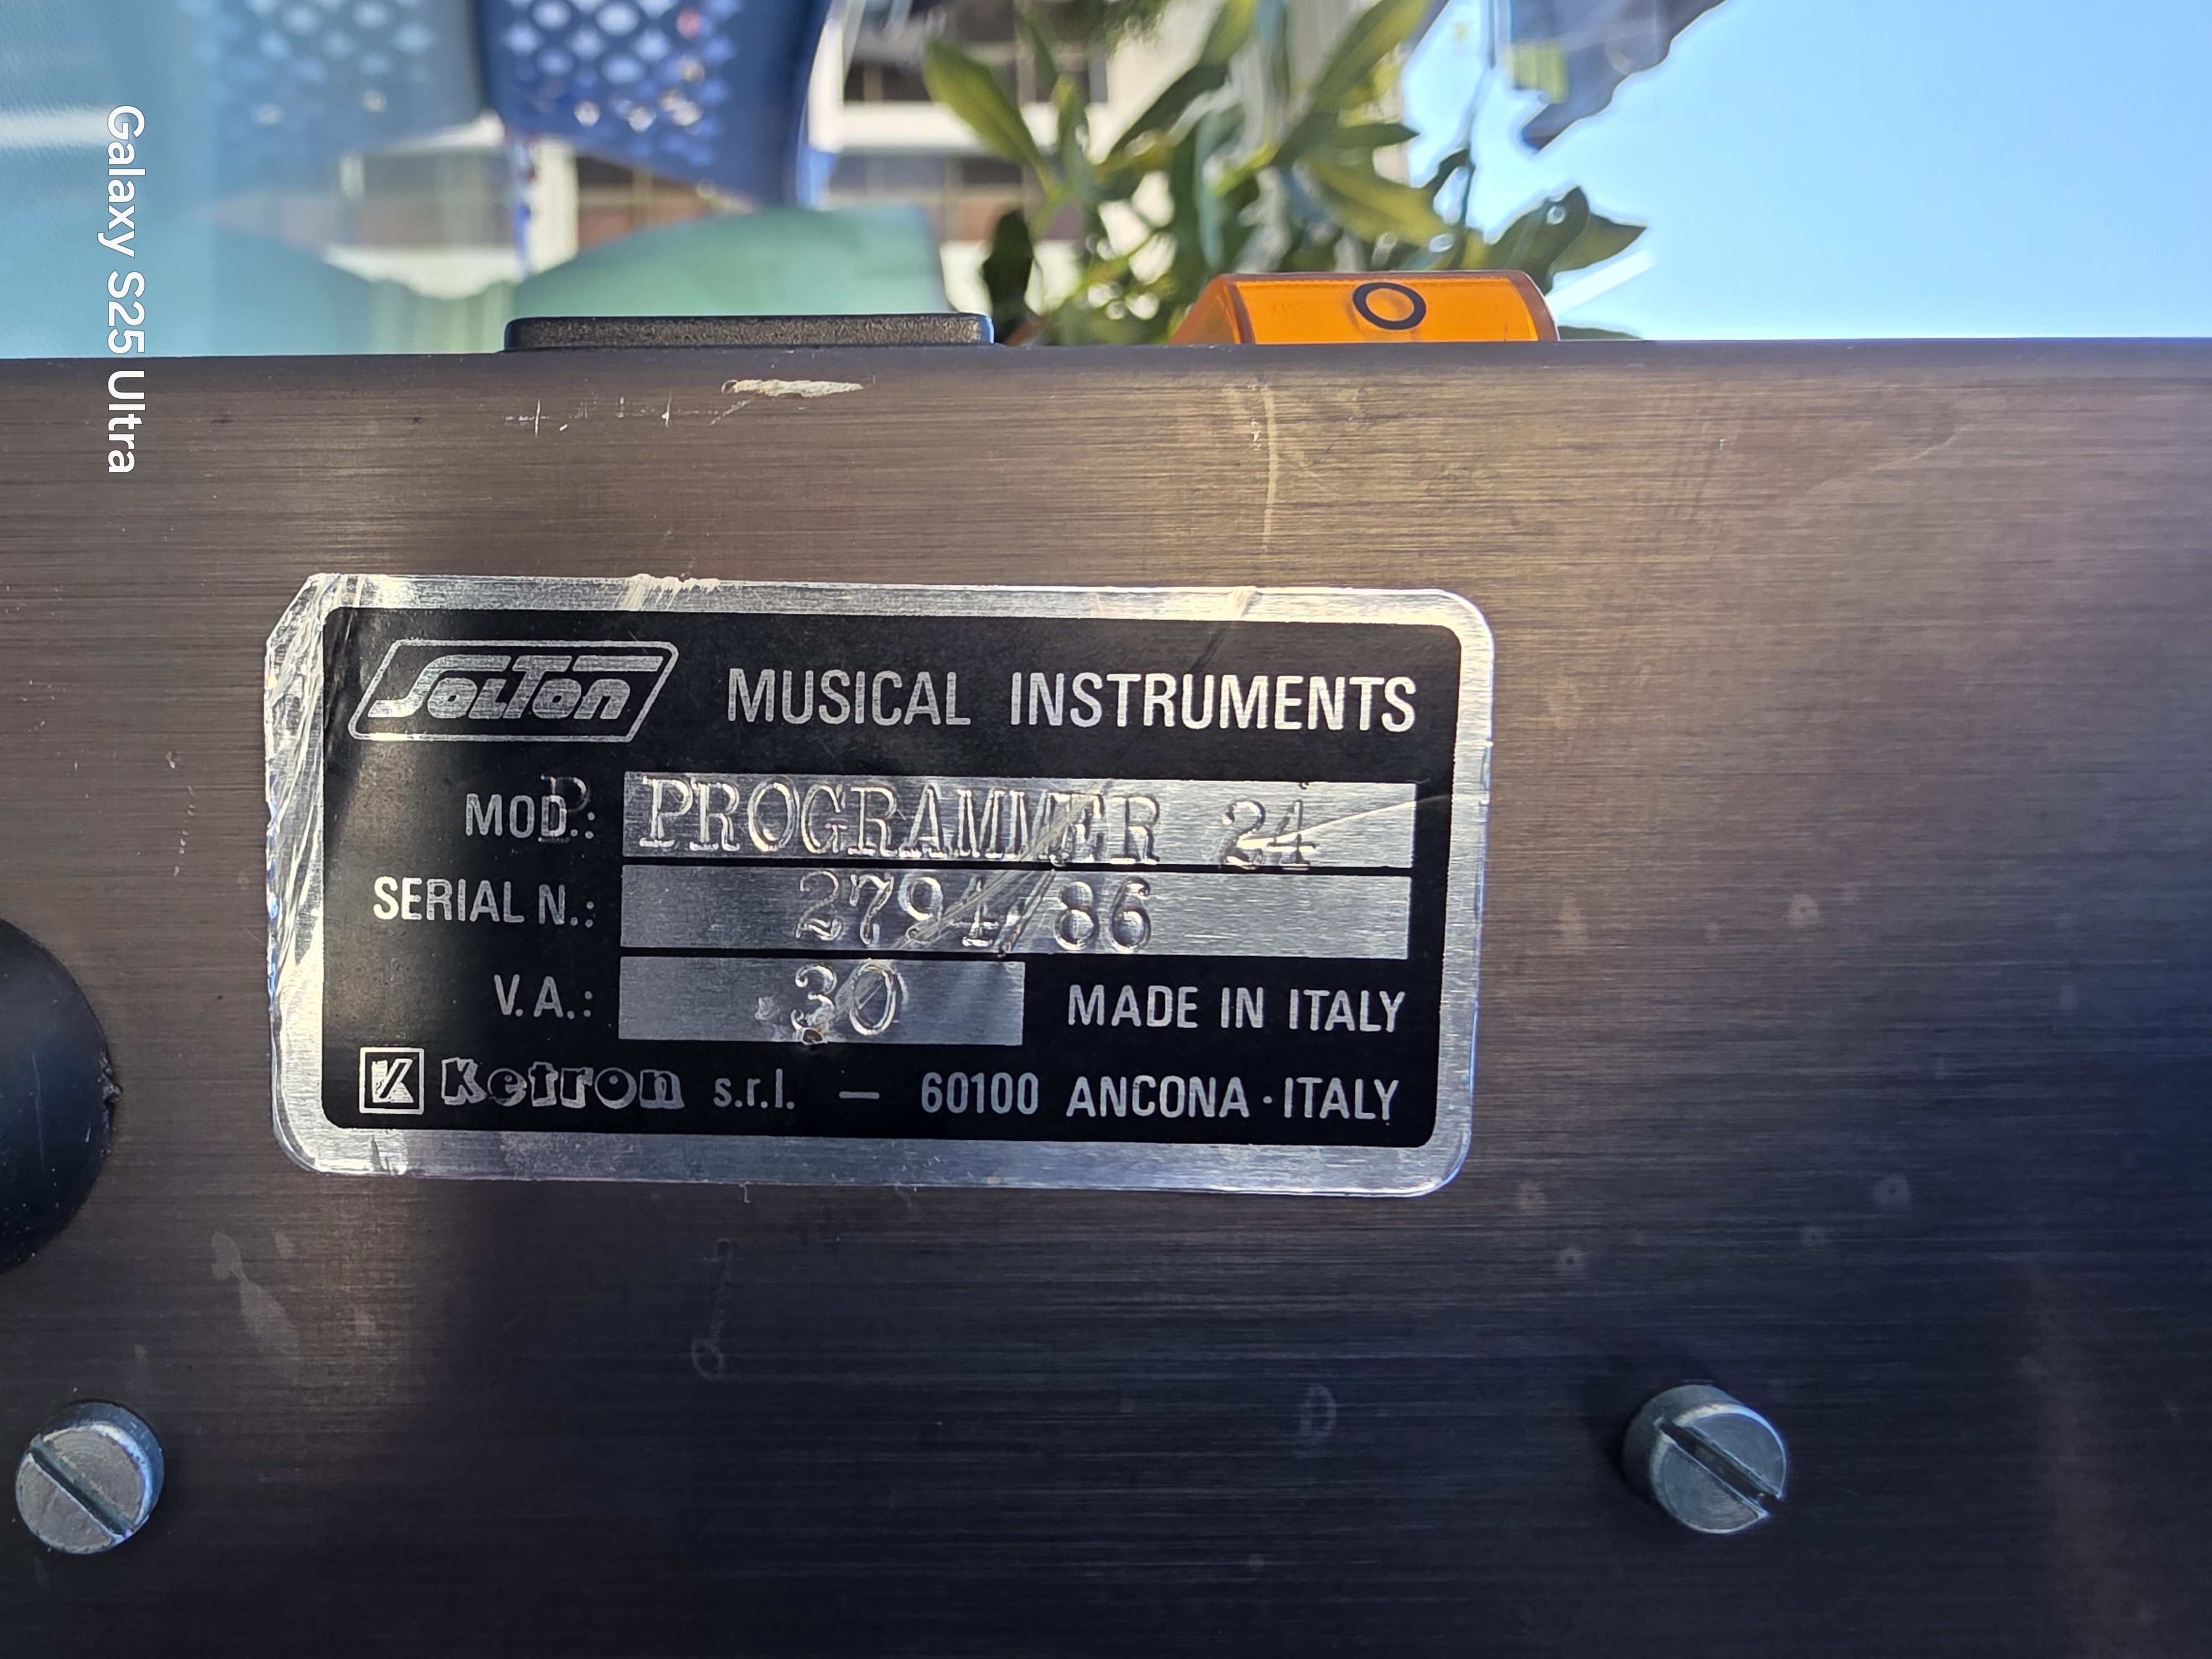 Galaxy S25 Ultra
O
SOLTON MUSICAL INSTRUMENTS
MOD.: PROGRAMMER 24
SERIAL N.: 2794/86
V.A.: 30 MADE IN ITALY
K Ketron s.r.l. — 60100 ANCONA · ITALY